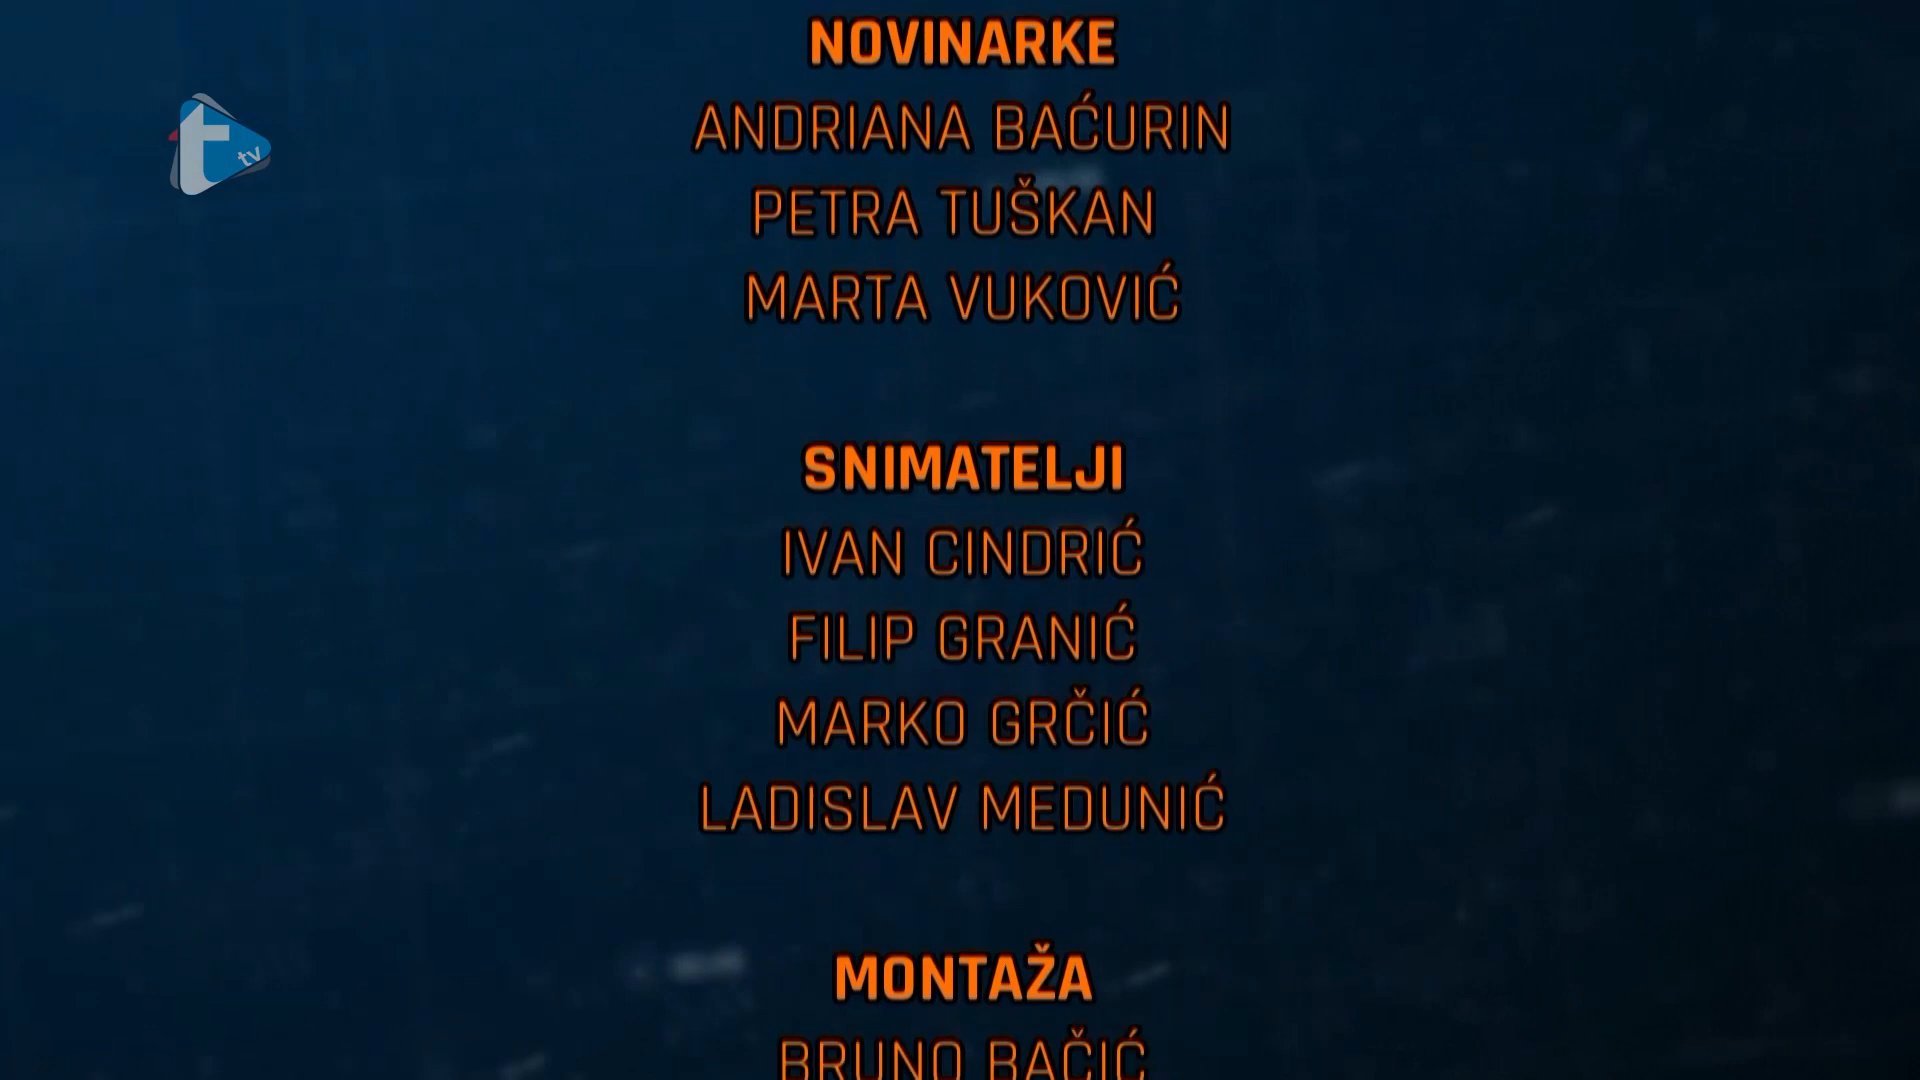 NOVINARKE
t tv
ANDRIANA BAĆURIN
PETRA TUŠKAN
MARTA VUKOVIĆ
SNIMATELJI
IVAN CINDRIĆ
FILIP GRANIĆ
MARKO GRČIĆ
LADISLAV MEDUNIĆ
MONTAŽA
BRUNO BAČIĆ